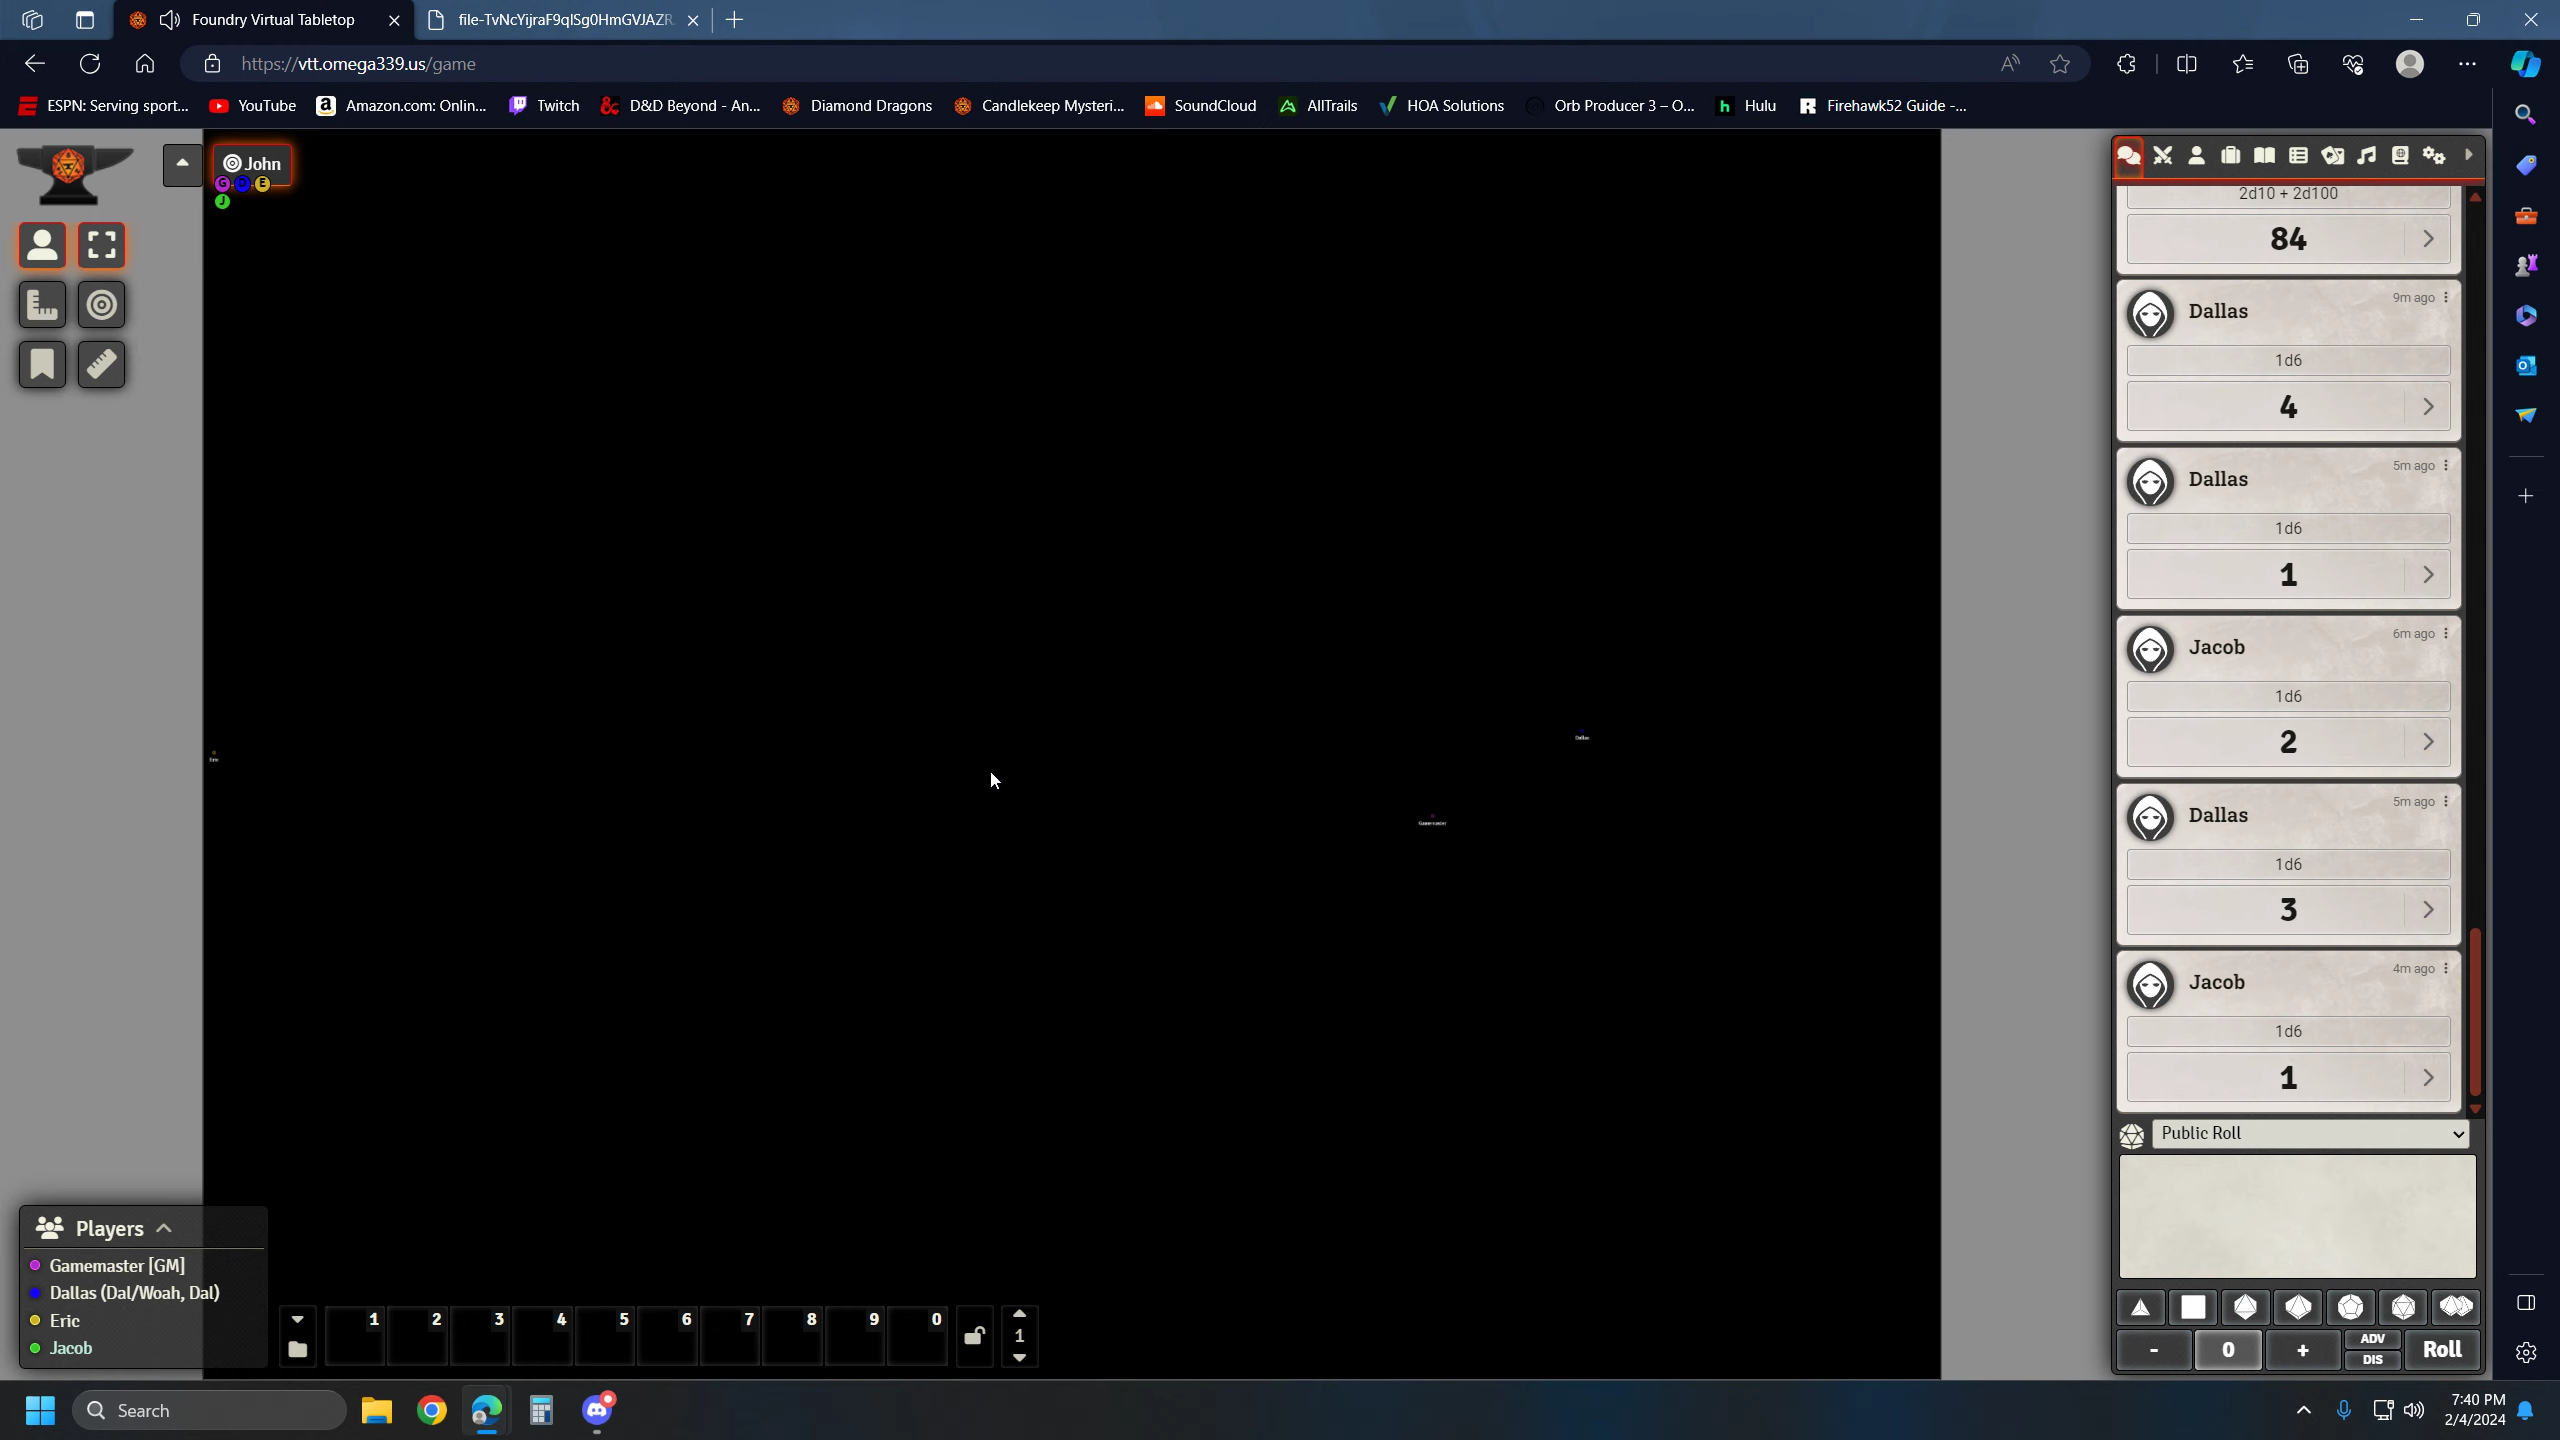 Foundry Virtual Tabletop
file-TvNcYijraF9qlSg0HmGVJAZR
https://vtt.omega339.us/game
ESPN: Serving sport...
YouTube
Amazon.com: Onlin...
Twitch
D&D Beyond - An...
Diamond Dragons
Candlekeep Mysteri...
SoundCloud
AllTrails
HOA Solutions
Orb Producer 3 – O...
Hulu
Firehawk52 Guide -...
John
G D E
J
2d10 + 2d100
84
Dallas
9m ago
1d6
4
Dallas
5m ago
1d6
1
Jacob
6m ago
1d6
2
Dallas
5m ago
1d6
3
Jacob
4m ago
1d6
1
Eric
Dallas
Gamemaster
Public Roll
- 0 + ADV DIS Roll
Players
Gamemaster [GM]
Dallas (Dal/Woah, Dal)
Eric
Jacob
1 2 3 4 5 6 7 8 9 0
1
Search
7:40 PM
2/4/2024